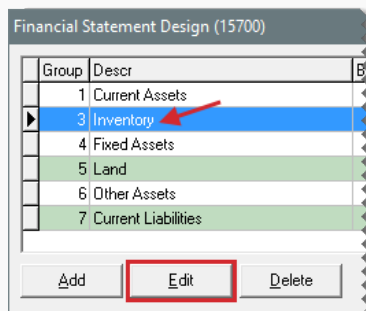 Financial Statement Design (15700)
Group Descr B
1 Current Assets
3 Inventory
4 Fixed Assets
5 Land
6 Other Assets
7 Current Liabilities
Add Edit Delete